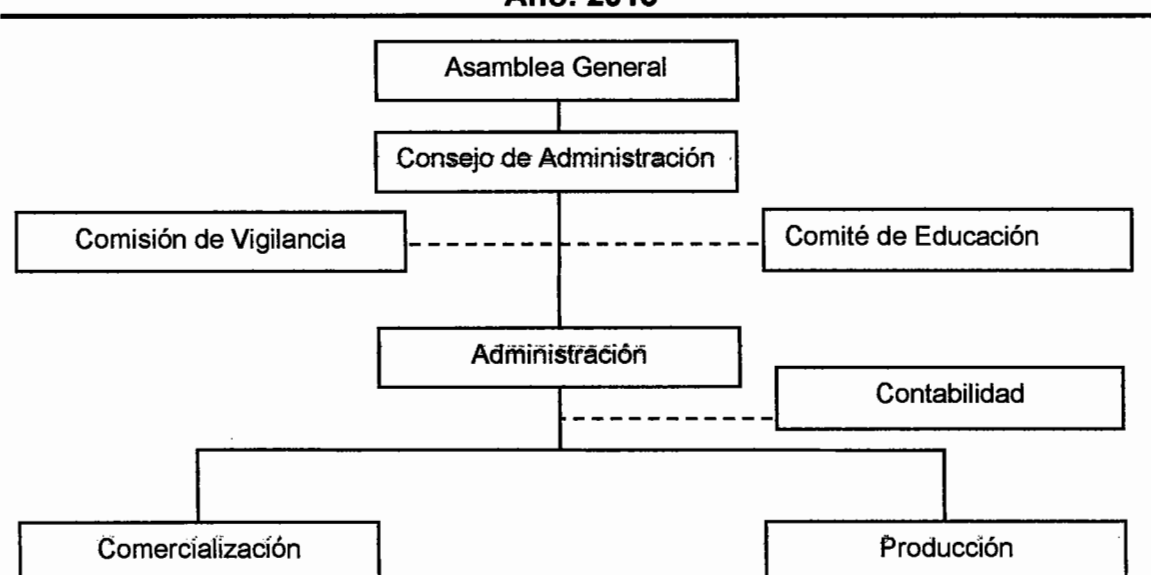 Asamblea General
Consejo de Administración
Comisión de Vigilancia
Comité de Educación
Administración
Contabilidad
Comercialización
Producción